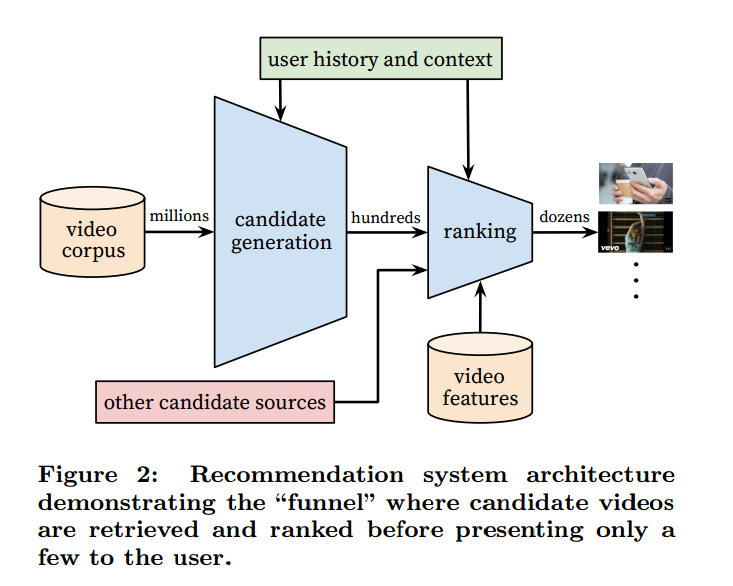 user history and context
video
corpus
millions
candidate
generation
hundreds
ranking
dozens
vevo
other candidate sources
video
features
Figure 2: Recommendation system architecture
demonstrating the “funnel” where candidate videos
are retrieved and ranked before presenting only a
few to the user.